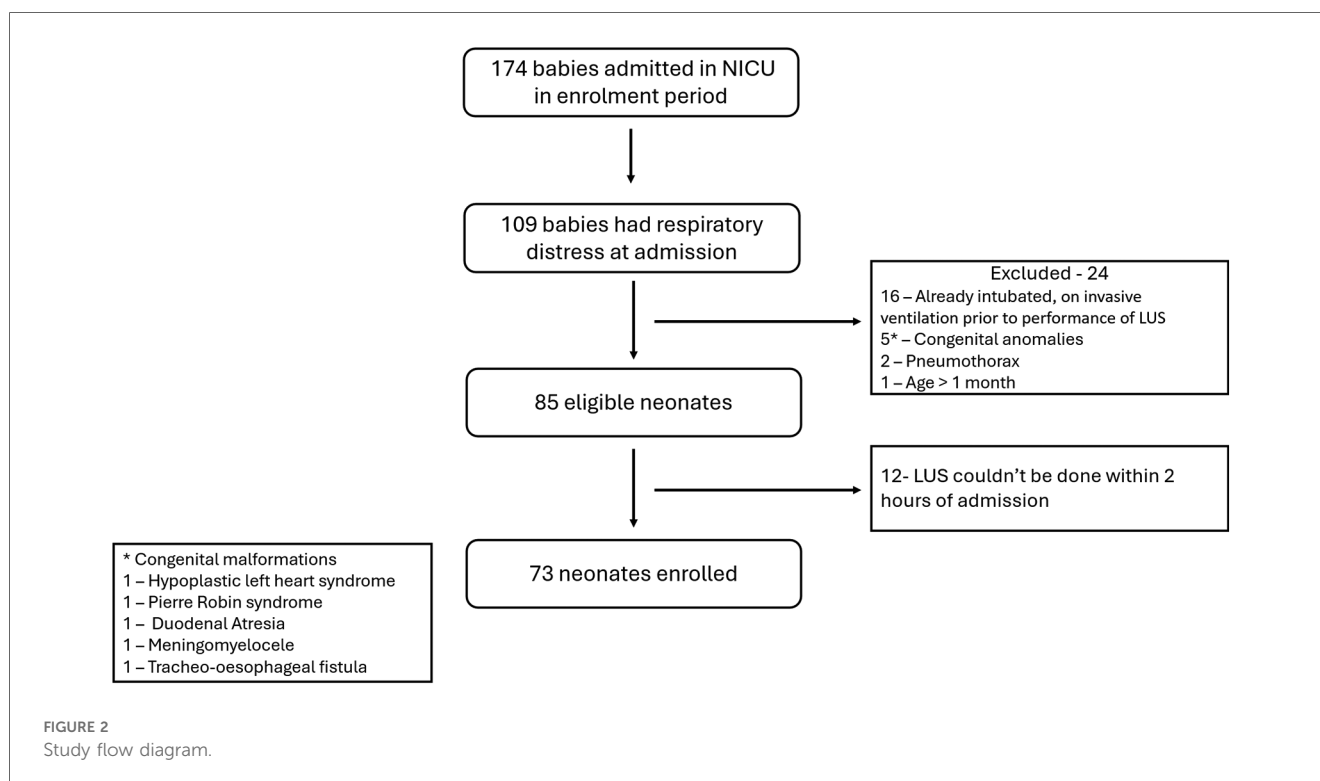 174 babies admitted in NICU
in enrolment period
109 babies had respiratory
distress at admission
Excluded - 24
16 – Already intubated, on invasive
ventilation prior to performance of LUS
5* – Congenital anomalies
2 – Pneumothorax
1 – Age > 1 month
85 eligible neonates
12- LUS couldn't be done within 2
hours of admission
73 neonates enrolled
* Congenital malformations
1 – Hypoplastic left heart syndrome
1 – Pierre Robin syndrome
1 – Duodenal Atresia
1 – Meningomyelocele
1 – Tracheo-oesophageal fistula
FIGURE 2
Study flow diagram.